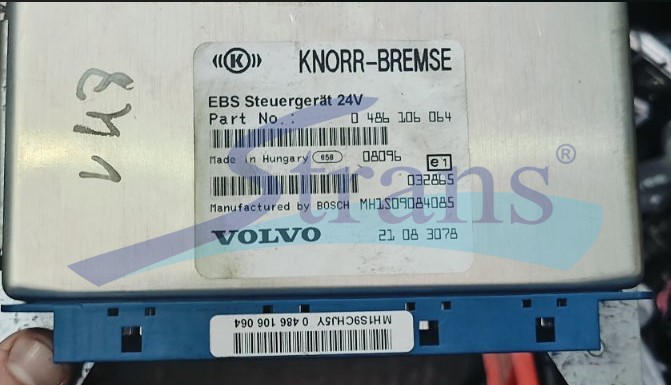 K KNORR-BREMSE
EBS Steuergerät 24V
Part No.: 0 486 106 064
Made in Hungary 658 08096 e1
032865
Manufactured by BOSCH MH1S09084085
VOLVO 21 08 3078
Strans®
MH1S9CHJ5Y 0 486 106 064